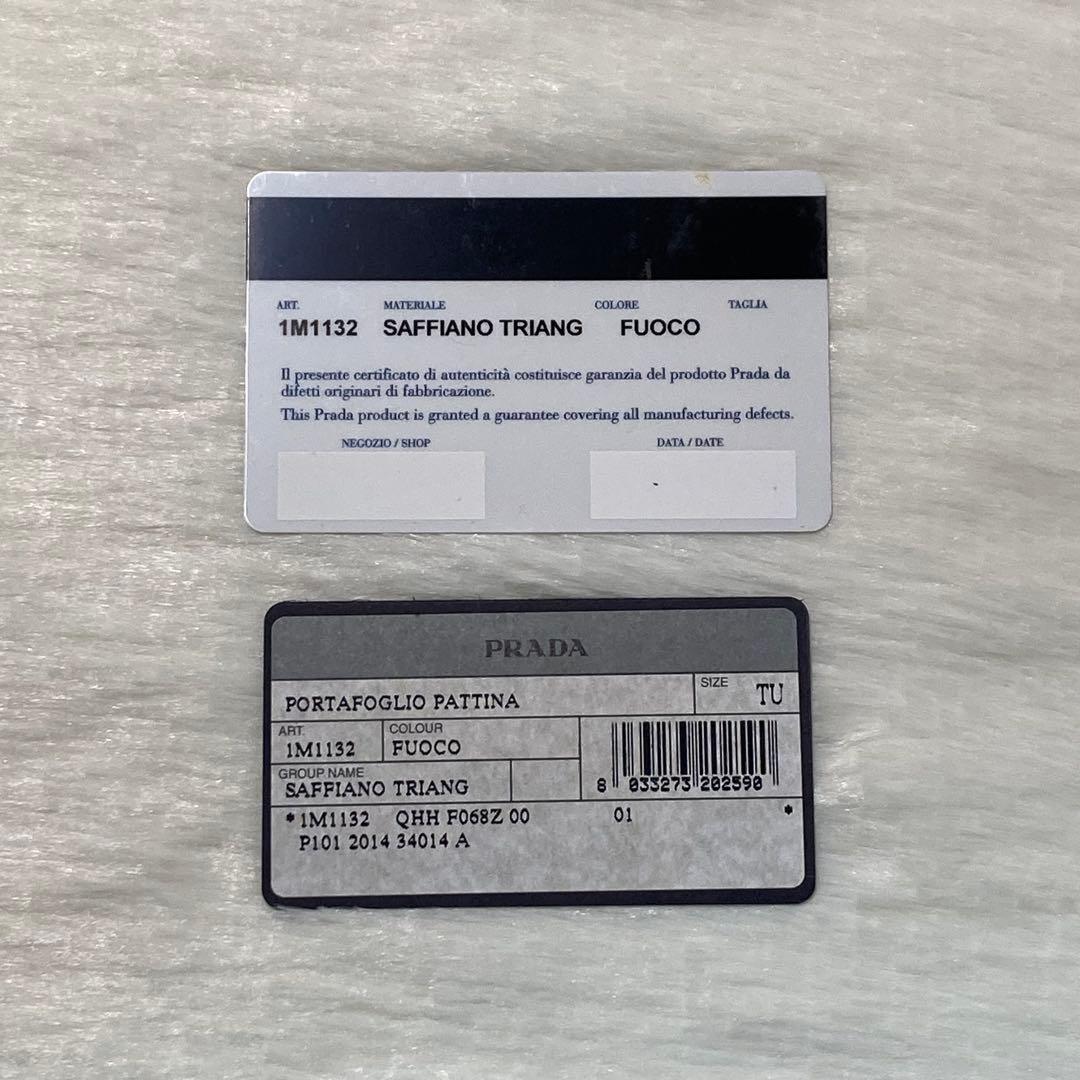 ART. MATERIALE COLORE TAGLIA
1M1132 SAFFIANO TRIANG FUOCO
Il presente certificato di autenticità costituisce garanzia del prodotto Prada da
difetti originari di fabbricazione.
This Prada product is granted a guarantee covering all manufacturing defects.
NEGOZIO / SHOP DATA / DATE
PRADA
PORTAFOGLIO PATTINA SIZE TU
ART. COLOUR
1M1132 FUOCO
GROUP NAME
SAFFIANO TRIANG
8 033273 202590
*1M1132 QHH F068Z 00 01 *
P101 2014 34014 A